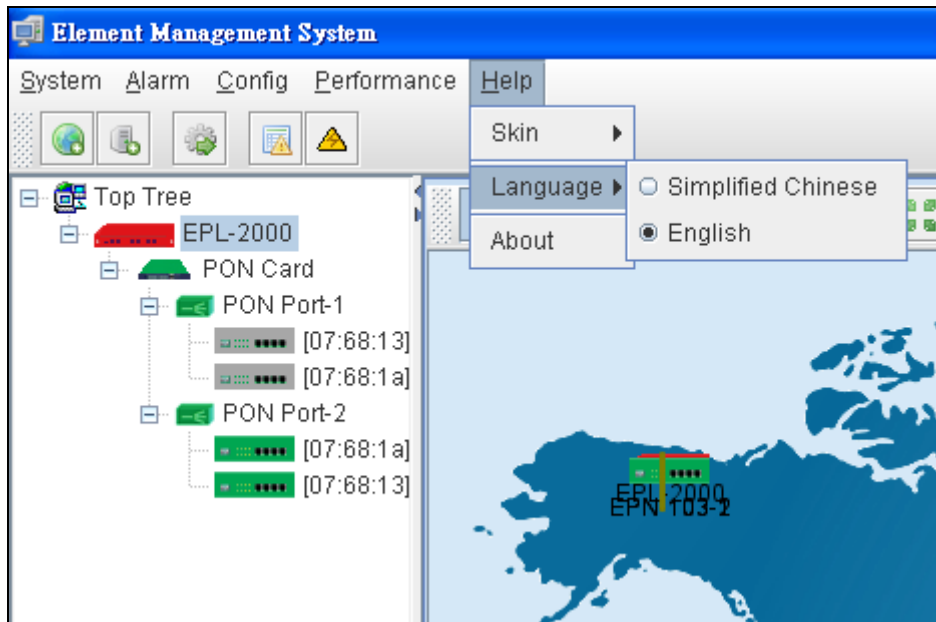 Element Management System
System Alarm Config Performance Help
Skin
Language
About
Simplified Chinese
English
Top Tree
EPL-2000
PON Card
PON Port-1
[07:68:13]
[07:68:1a]
PON Port-2
[07:68:1a]
[07:68:13]
EPL-2000
EPN 103-